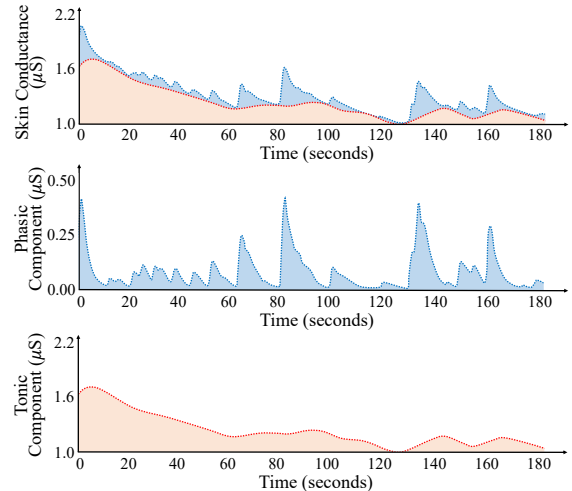 2.2
1.6
1.0
Skin Conductance
(μS)
0 20 40 60 80 100 120 140 160 180
Time (seconds)
0.50
0.25
0.00
Phasic
Component (μS)
0 20 40 60 80 100 120 140 160 180
Time (seconds)
2.2
1.6
1.0
Tonic
Component (μS)
0 20 40 60 80 100 120 140 160 180
Time (seconds)